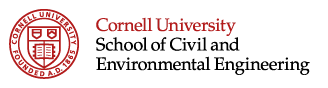 CORNELL UNIVERSITY
FOUNDED A.D. 1865
Cornell University
School of Civil and
Environmental Engineering